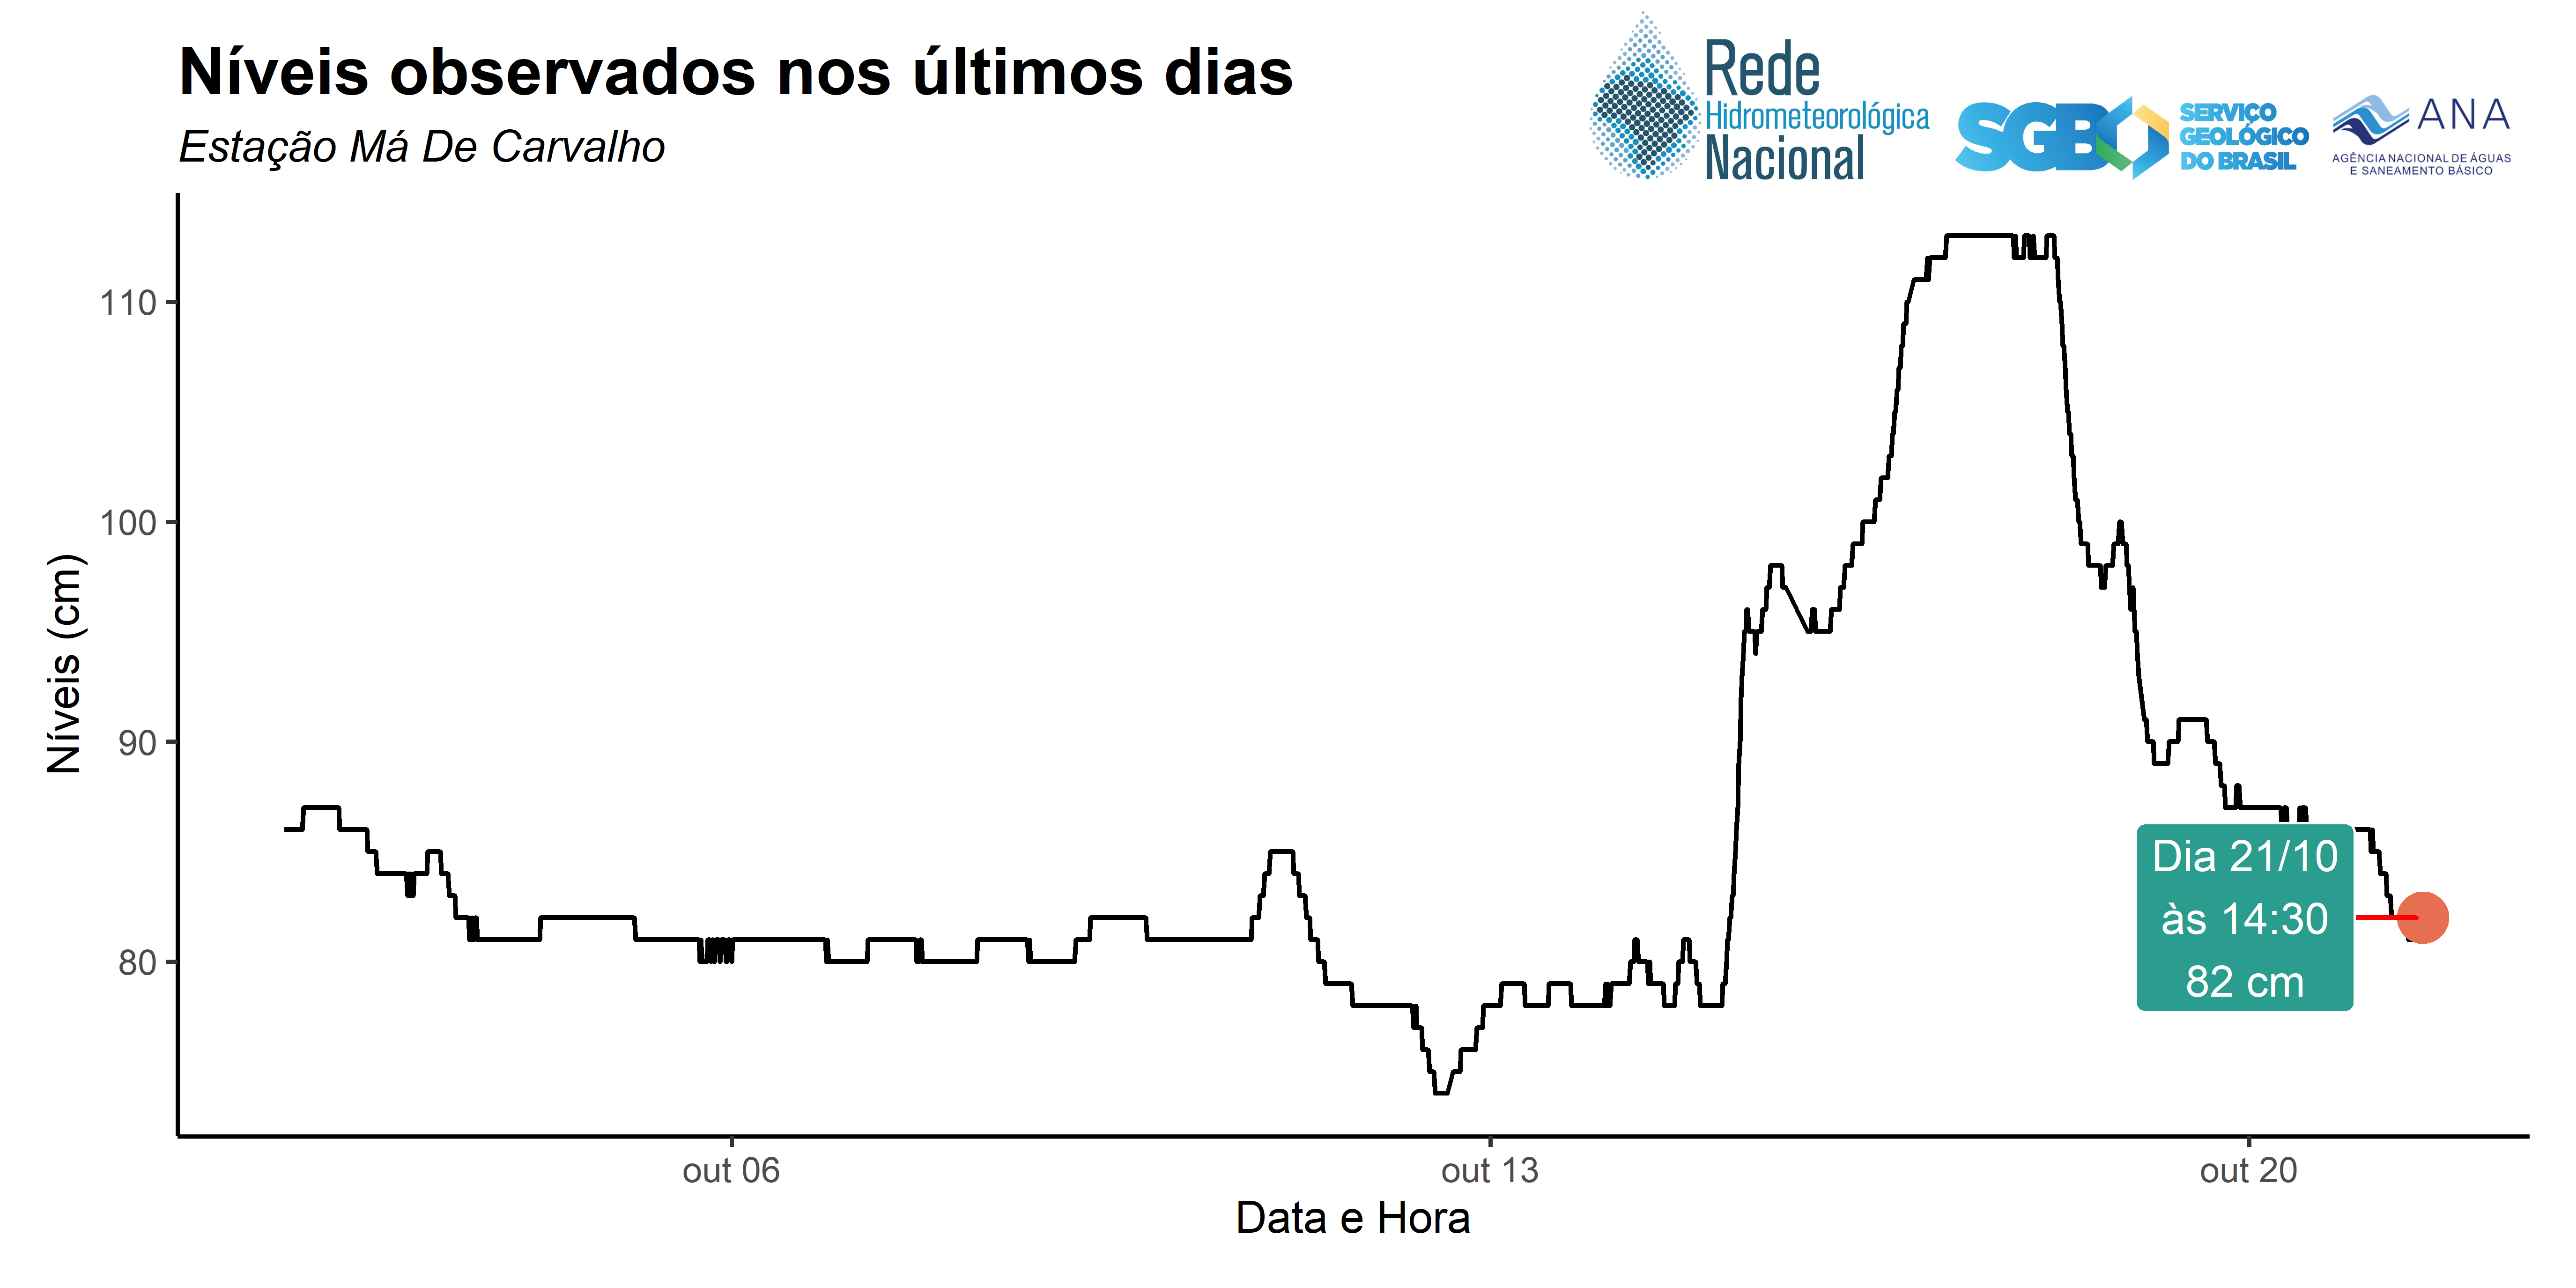 Níveis observados nos últimos dias
Estação Má De Carvalho
Rede
Hidrometeorológica
Nacional
SGB
SERVIÇO
GEOLÓGICO
DO BRASIL
ANA
AGÊNCIA NACIONAL DE ÁGUAS
E SANEAMENTO BÁSICO
Níveis (cm)
110
100
90
80
Dia 21/10
às 14:30
82 cm
out 06
out 13
out 20
Data e Hora